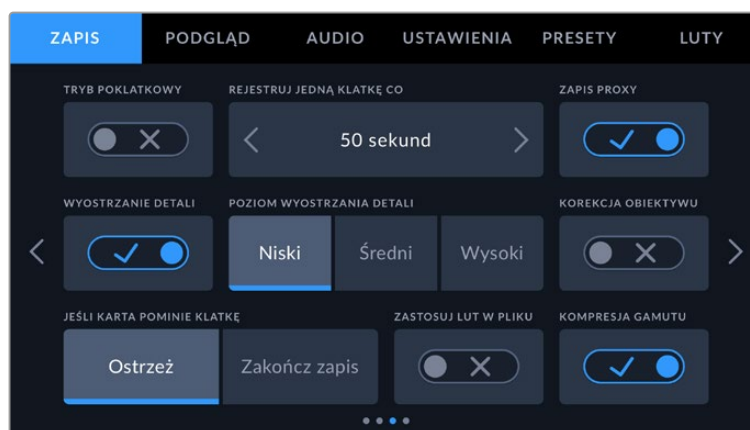 ZAPIS PODGLĄD AUDIO USTAWIENIA PRESETY LUTY
TRYB POKLATKOWY REJESTRUJ JEDNĄ KLATKĘ CO ZAPIS PROXY
50 sekund
WYOSTRZANIE DETALI POZIOM WYOSTRZANIA DETALI KOREKCJA OBIEKTYWU
Niski Średni Wysoki
JEŚLI KARTA POMINIE KLATKĘ ZASTOSUJ LUT W PLIKU KOMPRESJA GAMUTU
Ostrzeż Zakończ zapis